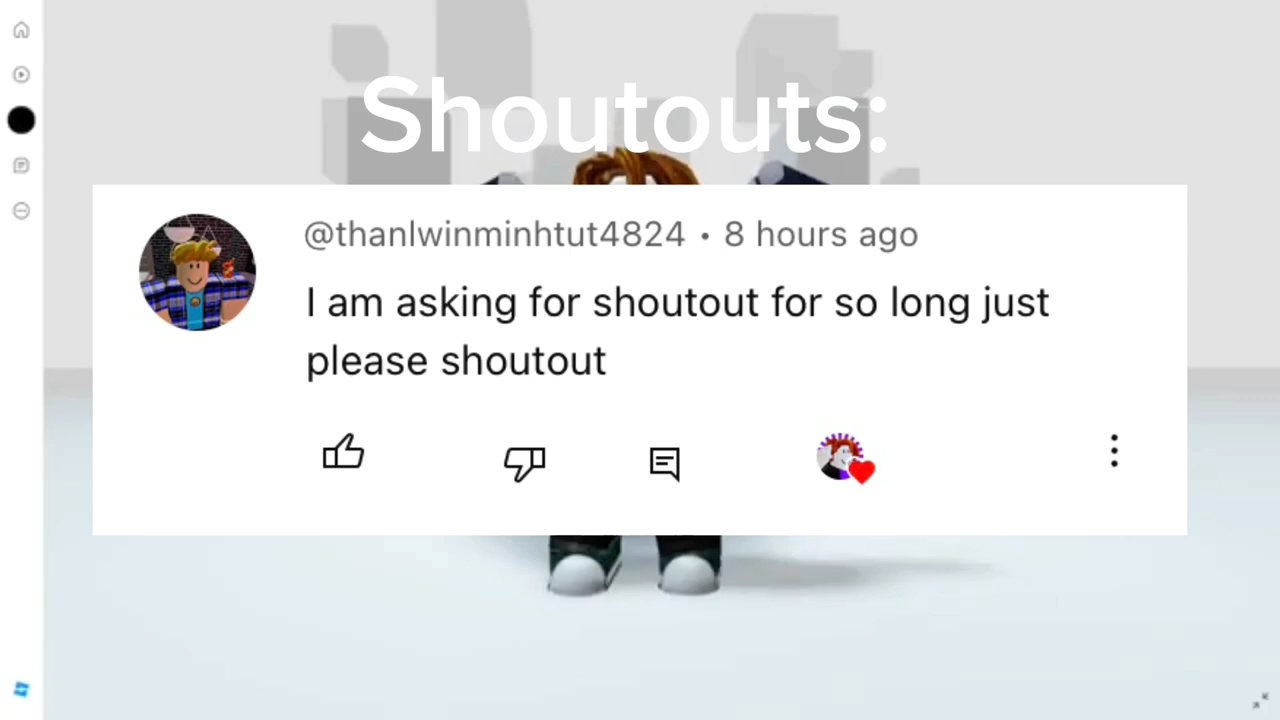 Shoutouts:
@thanlwinminhtut4824 • 8 hours ago
I am asking for shoutout for so long just
please shoutout